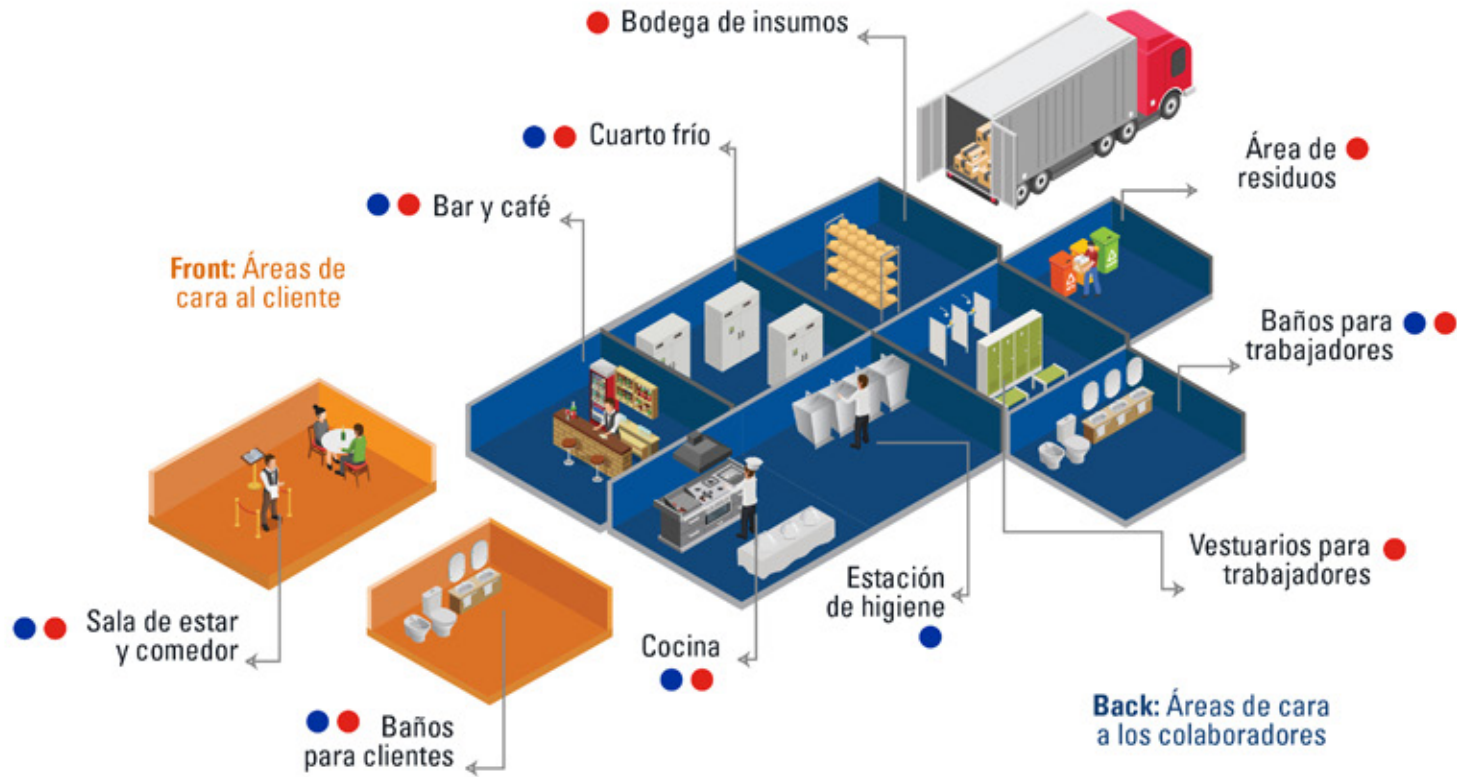 Bodega de insumos
Cuarto frío
Bar y café
Front: Áreas de
cara al cliente
Área de
residuos
Baños para
trabajadores
Vestuarios para
trabajadores
Estación
de higiene
Cocina
Sala de estar
y comedor
Baños
para clientes
Back: Áreas de cara
a los colaboradores